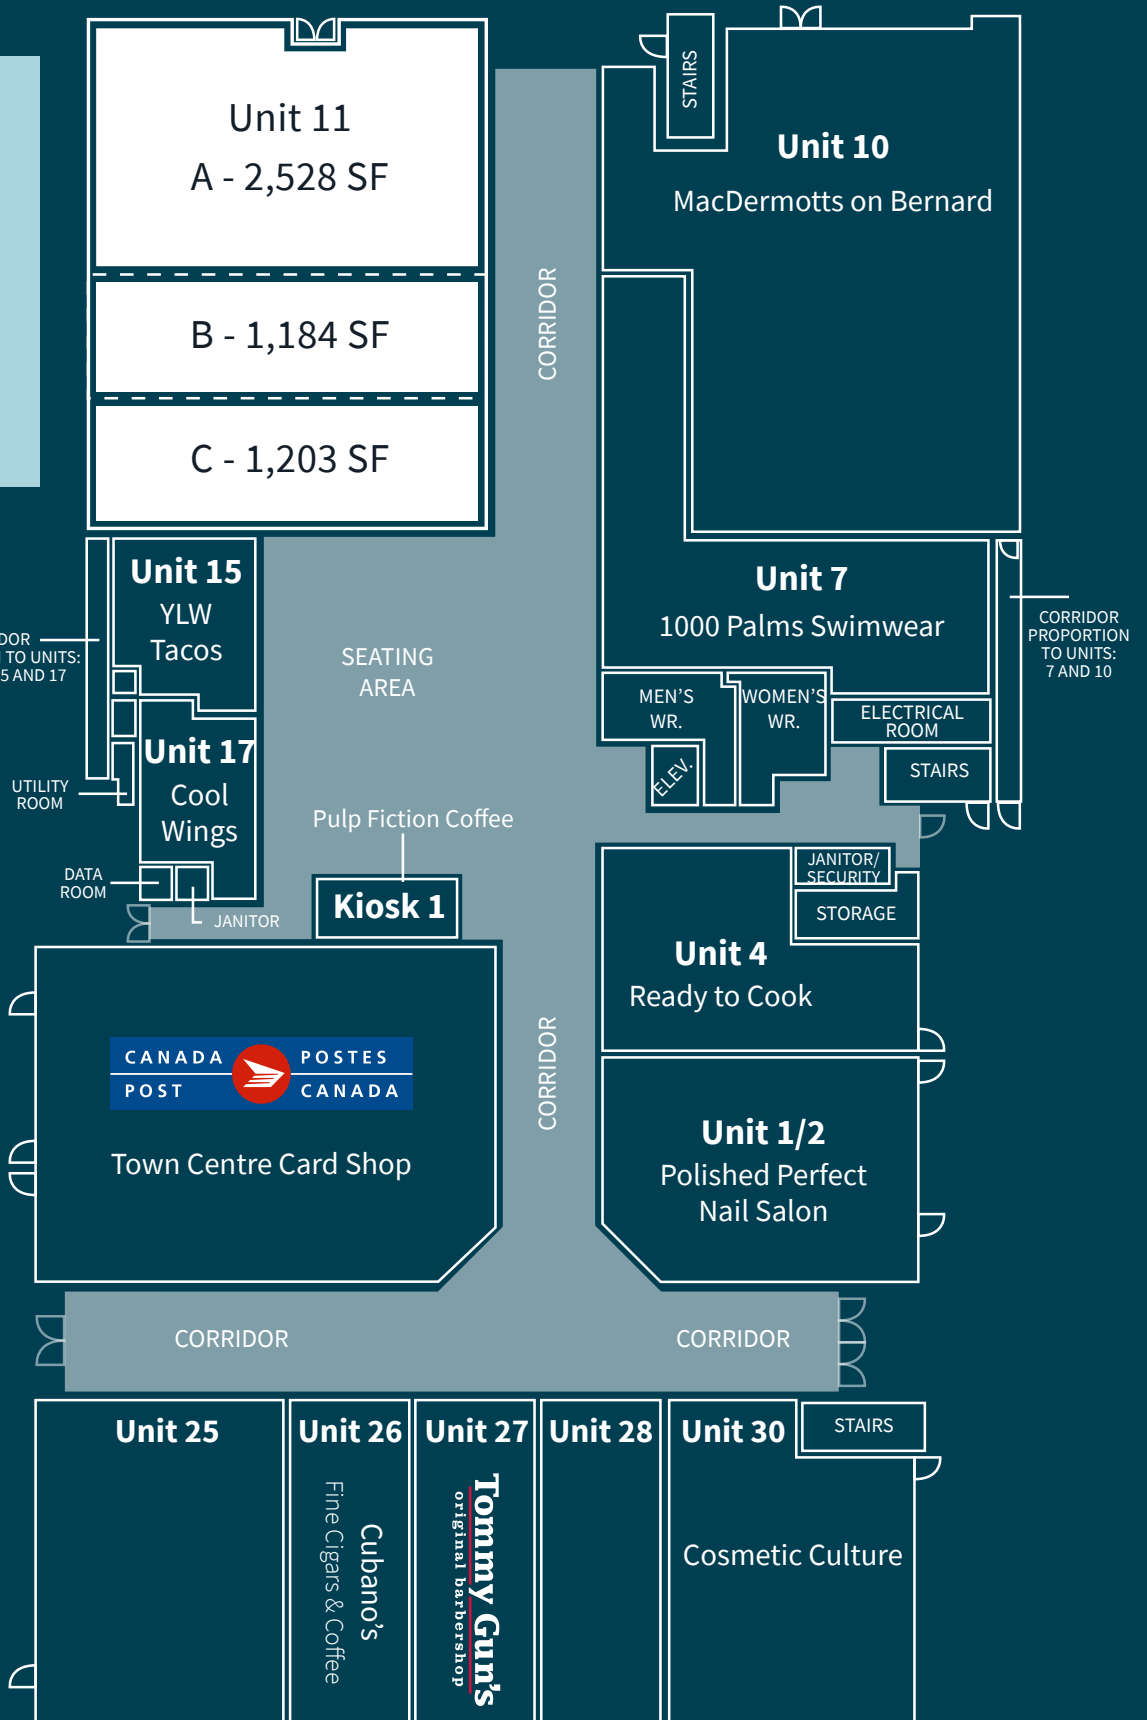 Unit 11
A - 2,528 SF
B - 1,184 SF
C - 1,203 SF
STAIRS
Unit 10
MacDermotts on Bernard
CORRIDOR
Unit 15
YLW
Tacos
TO UNITS:
5 AND 17
SEATING
AREA
Unit 7
1000 Palms Swimwear
CORRIDOR
PROPORTION
TO UNITS:
7 AND 10
MEN'S
WR.
WOMEN'S
WR.
ELECTRICAL
ROOM
ELEV.
STAIRS
Unit 17
Cool
Wings
UTILITY
ROOM
Pulp Fiction Coffee
Kiosk 1
DATA
ROOM
JANITOR
JANITOR/
SECURITY
STORAGE
Unit 4
Ready to Cook
CANADA POSTES
POST CANADA
Town Centre Card Shop
CORRIDOR
Unit 1/2
Polished Perfect
Nail Salon
CORRIDOR
CORRIDOR
Unit 25
Unit 26
Cubano's
Fine Cigars & Coffee
Unit 27
Tommy Gun's
original barbershop
Unit 28
Unit 30
STAIRS
Cosmetic Culture